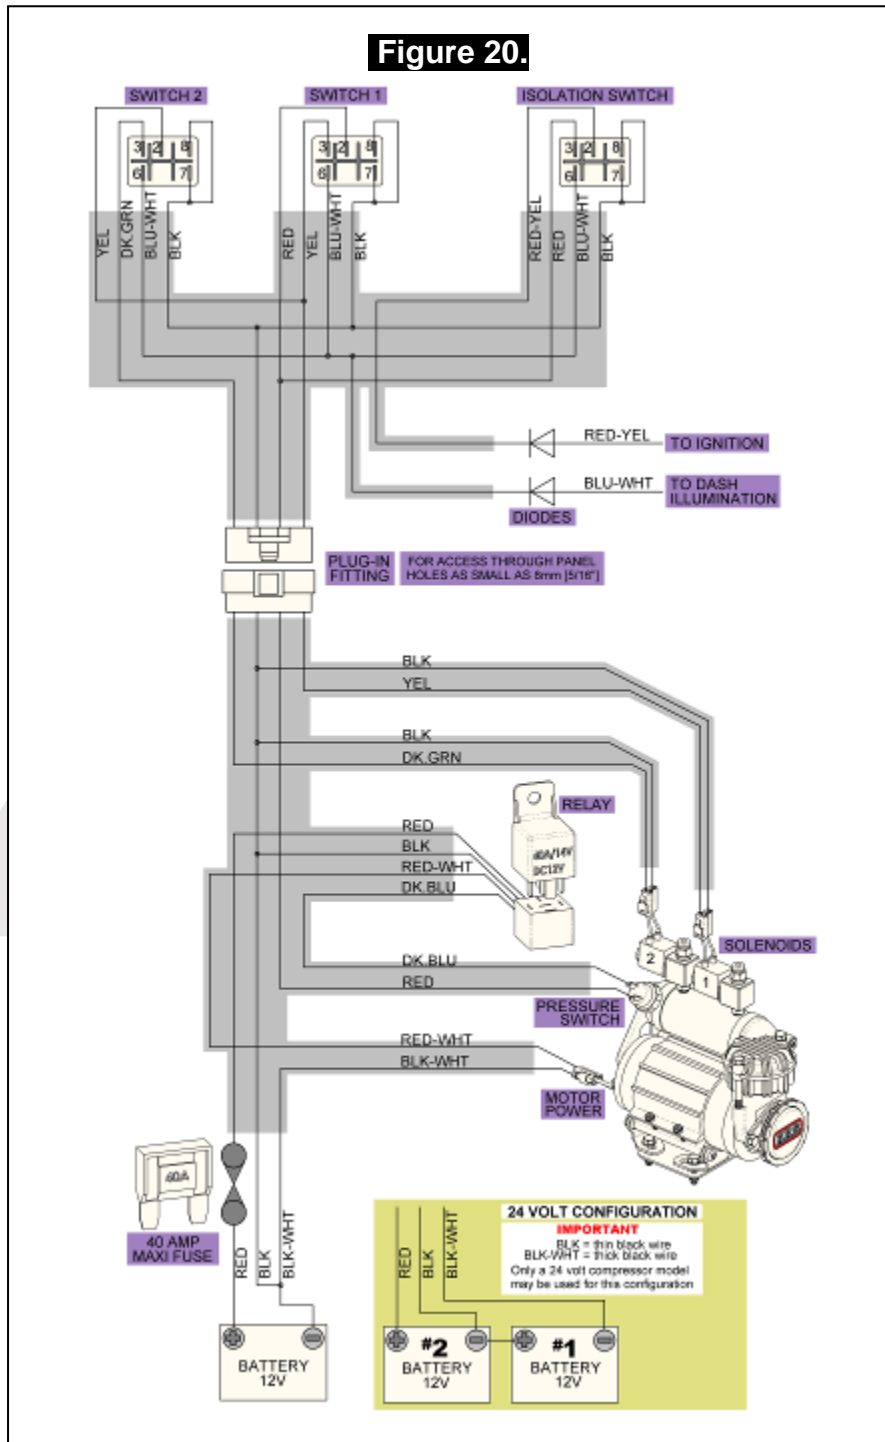 Figure 20.
SWITCH 2
SWITCH 1
ISOLATION SWITCH
3 2 8
6 7
3 2 8
6 7
3 2 8
6 7
YEL
DK.GRN
BLU-WHT
BLK
RED
YEL
BLU-WHT
BLK
RED-YEL
RED
BLU-WHT
BLK
RED-YEL
TO IGNITION
BLU-WHT
TO DASH
ILLUMINATION
DIODES
PLUG-IN
FITTING
FOR ACCESS THROUGH PANEL
HOLES AS SMALL AS 8mm [5/16"]
BLK
YEL
BLK
DK.GRN
RELAY
RED
BLK
RED-WHT
DK.BLU
40A/14V
DC12V
SOLENOIDS
2
1
DK.BLU
RED
PRESSURE
SWITCH
RED-WHT
BLK-WHT
MOTOR
POWER
40A
40 AMP
MAXI FUSE
RED
BLK
BLK-WHT
BATTERY
12V
24 VOLT CONFIGURATION
IMPORTANT
BLK = thin black wire
BLK-WHT = thick black wire
Only a 24 volt compressor model
may be used for this configuration
RED
BLK
BLK-WHT
#2
BATTERY
12V
#1
BATTERY
12V